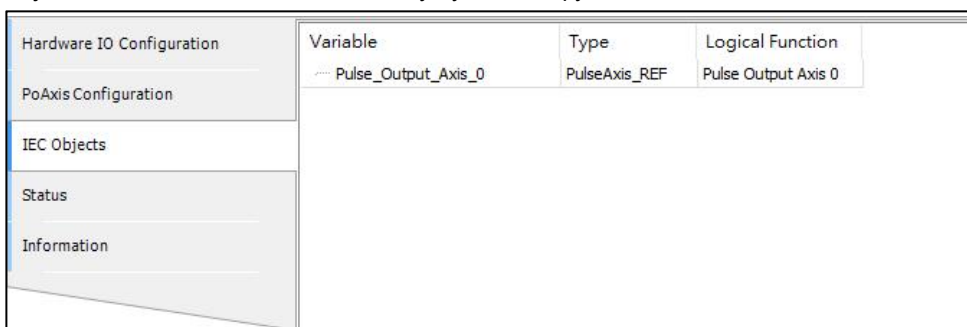 Hardware IO Configuration
PoAxis Configuration
IEC Objects
Status
Information
Variable Type Logical Function
Pulse_Output_Axis_0 PulseAxis_REF Pulse Output Axis 0